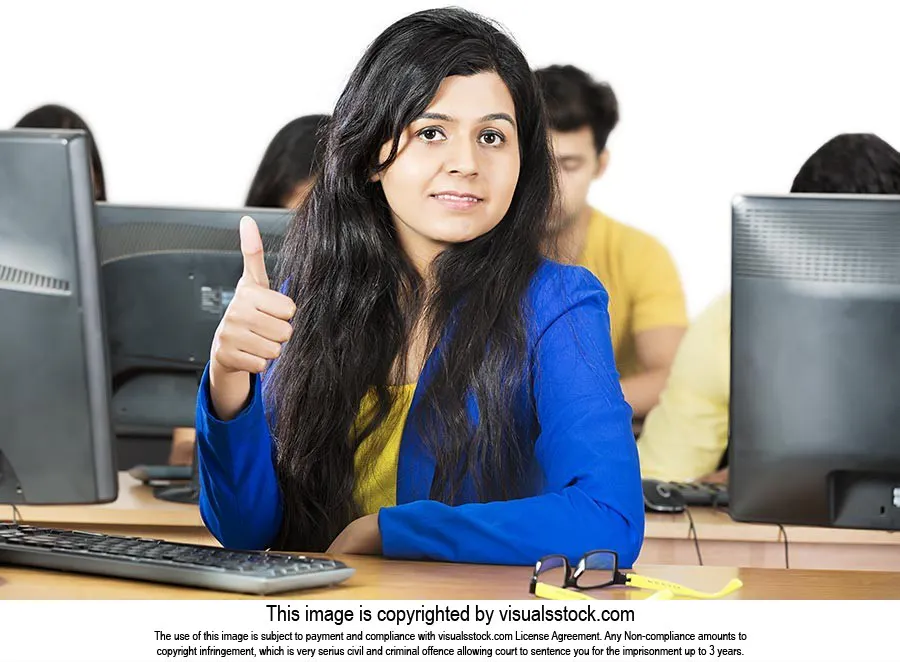 This image is copyrighted by visualsstock.com
The use of this image is subject to payment and compliance with visualsstock.com License Agreement. Any Non-compliance amounts to
copyright infringement, which is very serius civil and criminal offence allowing court to sentence you for the imprisonment up to 3 years.